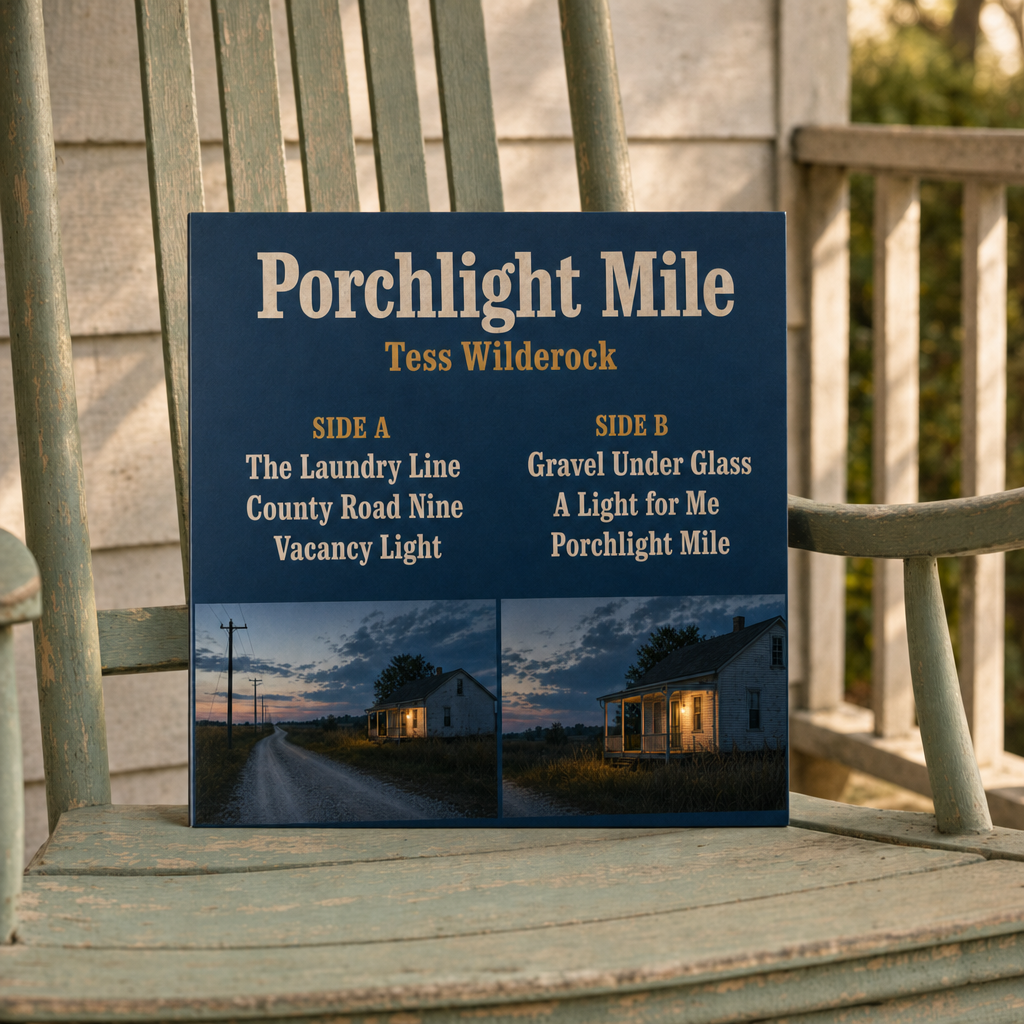 Porchlight Mile
Tess Wilderock
SIDE A
The Laundry Line
County Road Nine
Vacancy Light
SIDE B
Gravel Under Glass
A Light for Me
Porchlight Mile